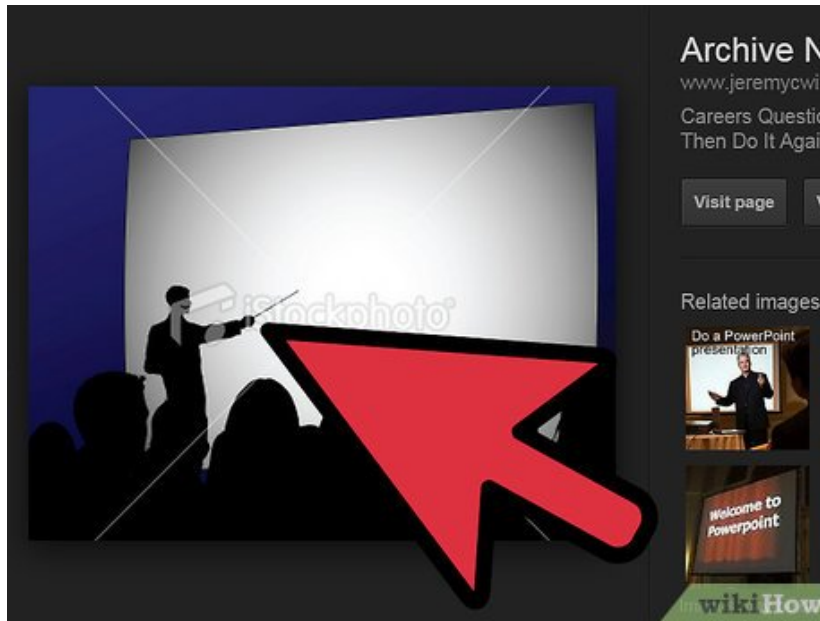 Archive N
www.jeremycwi
Careers Questic
Then Do It Agai
Visit page
V
iStockphoto
Related images
Do a PowerPoint
presentation
Welcome to
Powerpoint
wikiHow